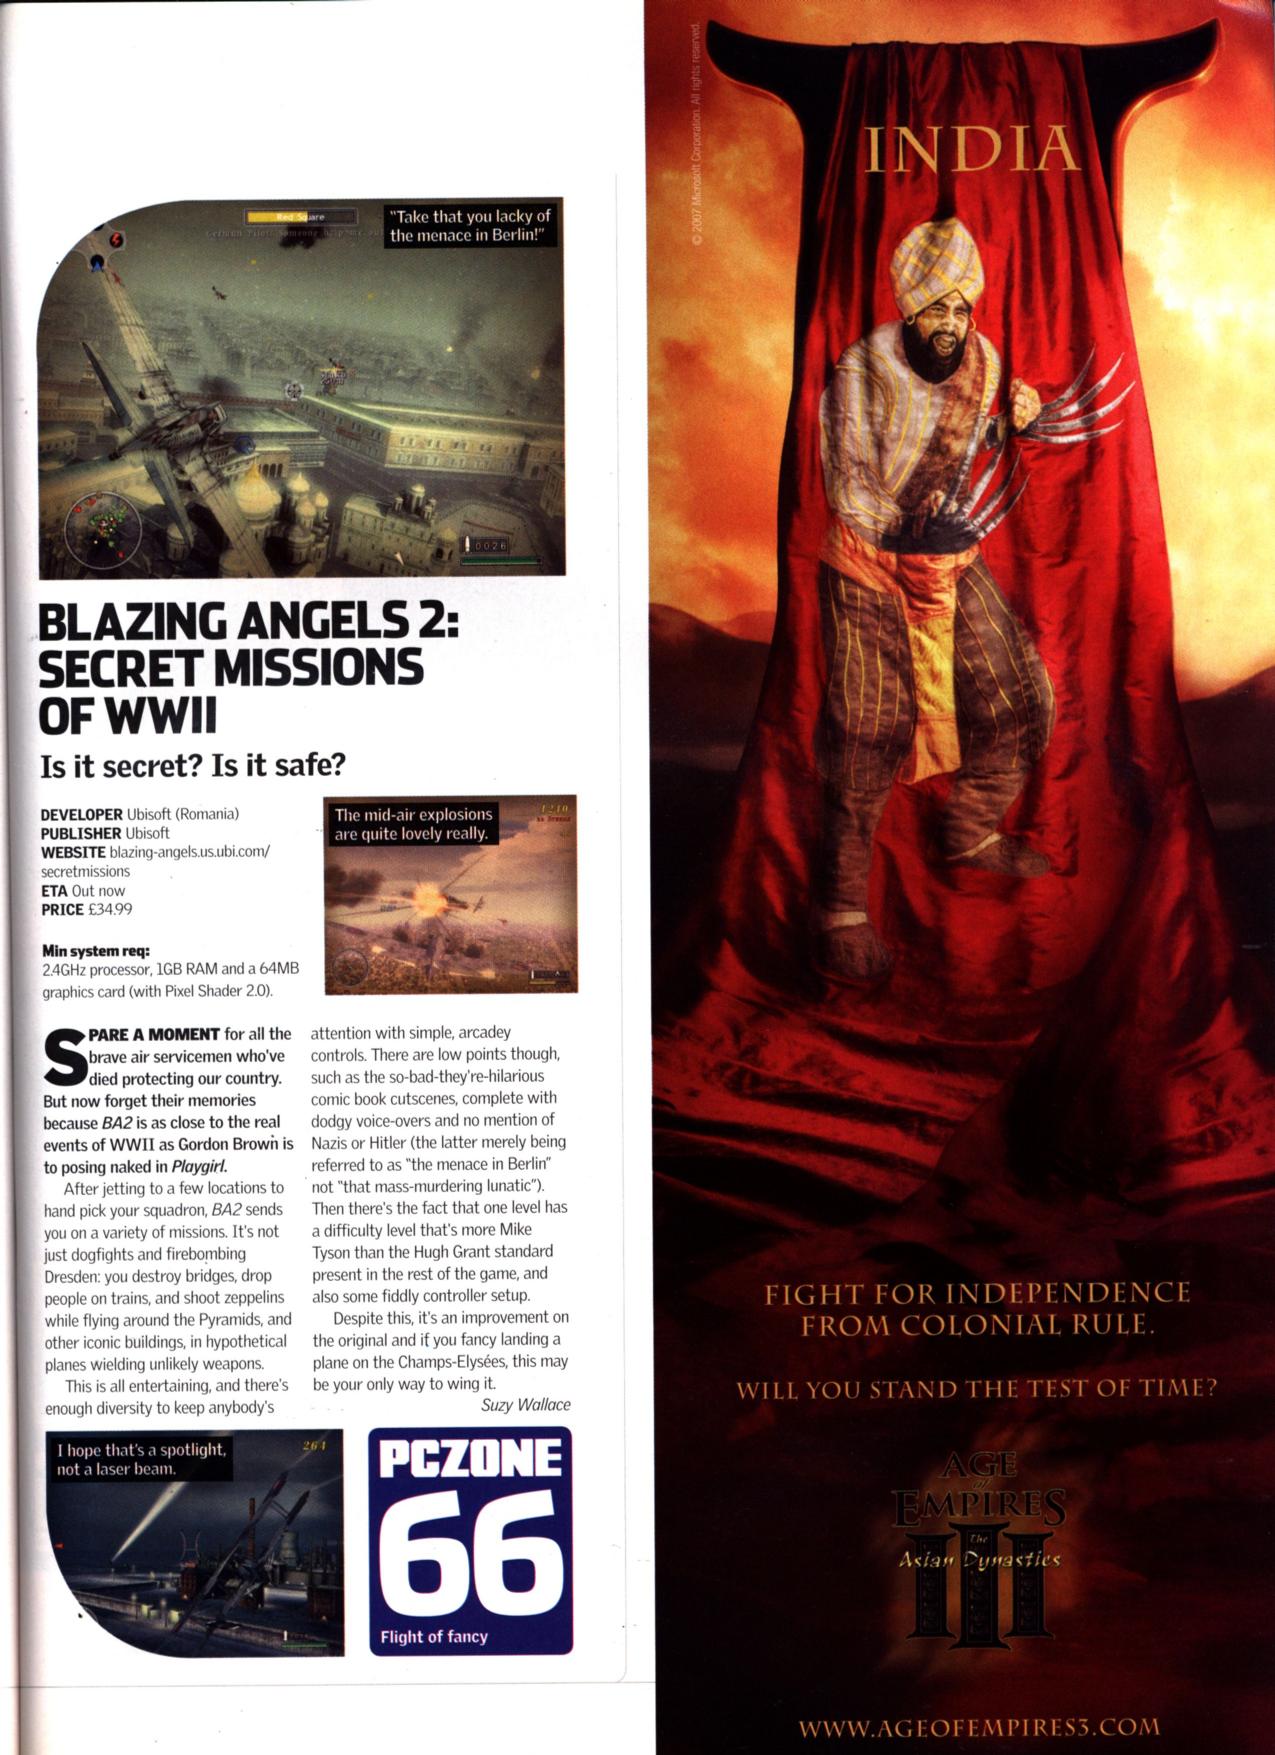 Red Square
"Take that you lacky of
the menace in Berlin!"
0026
BLAZING ANGELS 2:
SECRET MISSIONS
OF WWII
Is it secret? Is it safe?
DEVELOPER Ubisoft (Romania)
PUBLISHER Ubisoft
WEBSITE blazing-angels.us.ubi.com/
secretmissions
ETA Out now
PRICE £34.99
Min system req:
2.4GHz processor, 1GB RAM and a 64MB
graphics card (with Pixel Shader 2.0).
The mid-air explosions
are quite lovely really.
SPARE A MOMENT for all the
brave air servicemen who've
died protecting our country.
But now forget their memories
because BA2 is as close to the real
events of WWII as Gordon Brown is
to posing naked in Playgirl.
After jetting to a few locations to
hand pick your squadron, BA2 sends
you on a variety of missions. It's not
just dogfights and firebombing
Dresden: you destroy bridges, drop
people on trains, and shoot zeppelins
while flying around the Pyramids, and
other iconic buildings, in hypothetical
planes wielding unlikely weapons.
This is all entertaining, and there's
enough diversity to keep anybody's
attention with simple, arcadey
controls. There are low points though,
such as the so-bad-they're-hilarious
comic book cutscenes, complete with
dodgy voice-overs and no mention of
Nazis or Hitler (the latter merely being
referred to as "the menace in Berlin"
not "that mass-murdering lunatic").
Then there's the fact that one level has
a difficulty level that's more Mike
Tyson than the Hugh Grant standard
present in the rest of the game, and
also some fiddly controller setup.
Despite this, it's an improvement on
the original and if you fancy landing a
plane on the Champs-Elysées, this may
be your only way to wing it.
Suzy Wallace
I hope that's a spotlight,
not a laser beam.
264
PCZONE
66
Flight of fancy
© 2007 Microsoft Corporation. All rights reserved.
INDIA
FIGHT FOR INDEPENDENCE
FROM COLONIAL RULE.
WILL YOU STAND THE TEST OF TIME?
AGE
of
EMPIRES
III
The
Asian Dynasties
WWW.AGEOFEMPIRES3.COM